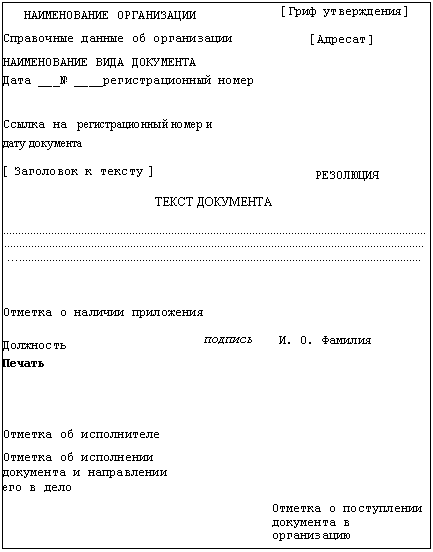 НАИМЕНОВАНИЕ ОРГАНИЗАЦИИ
[Гриф утверждения]
Справочные данные об организации
[Адресат]
НАИМЕНОВАНИЕ ВИДА ДОКУМЕНТА
Дата ___№ ____регистрационный номер
Ссылка на регистрационный номер и
дату документа
[ Заголовок к тексту ]
РЕЗОЛЮЦИЯ
ТЕКСТ ДОКУМЕНТА
Отметка о наличии приложения
Должность
подпись
И. О. Фамилия
Печать
Отметка об исполнителе
Отметка об исполнении
документа и направлении
его в дело
Отметка о поступлении
документа в
организацию